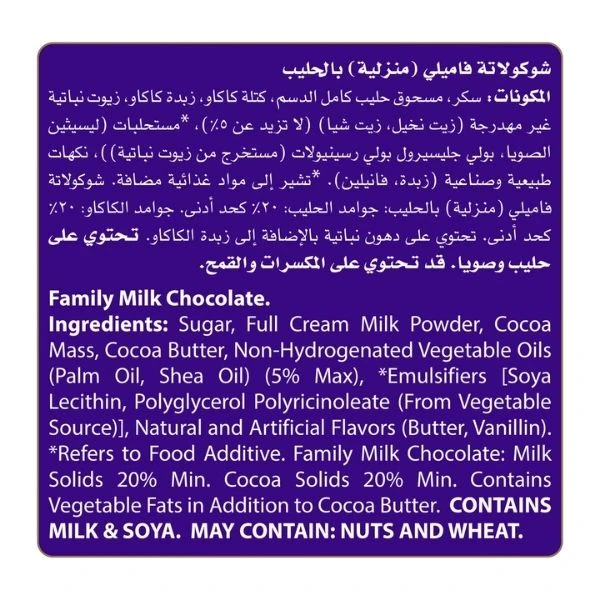 شوكولاتة فاميلي (منزلية) بالحليب
المكونات: سكر، مسحوق حليب كامل الدسم، كتلة كاكاو، زبدة كاكاو، زيوت نباتية
غير مهدرجة (زيت نخيل، زيت شيا) (لا تزيد عن ٥٪)، *مستحلبات (ليسيثين
الصويا، بولي جليسيرول بولي رسينيولات (مستخرج من زيوت نباتية))، نكهات
طبيعية وصناعية (زبدة، فانيلين). *تشير إلى مواد غذائية مضافة. شوكولاتة
فاميلي (منزلية) بالحليب: جوامد الحليب: ٢٠٪ كحد أدنى. جوامد الكاكاو: ٢٠٪
كحد أدنى. تحتوي على دهون نباتية بالإضافة إلى زبدة الكاكاو. تحتوي على
حليب وصويا. قد تحتوي على المكسرات والقمح.
Family Milk Chocolate.
Ingredients: Sugar, Full Cream Milk Powder, Cocoa
Mass, Cocoa Butter, Non-Hydrogenated Vegetable Oils
(Palm Oil, Shea Oil) (5% Max), *Emulsifiers [Soya
Lecithin, Polyglycerol Polyricinoleate (From Vegetable
Source)], Natural and Artificial Flavors (Butter, Vanillin).
*Refers to Food Additive. Family Milk Chocolate: Milk
Solids 20% Min. Cocoa Solids 20% Min. Contains
Vegetable Fats in Addition to Cocoa Butter. CONTAINS
MILK & SOYA. MAY CONTAIN: NUTS AND WHEAT.